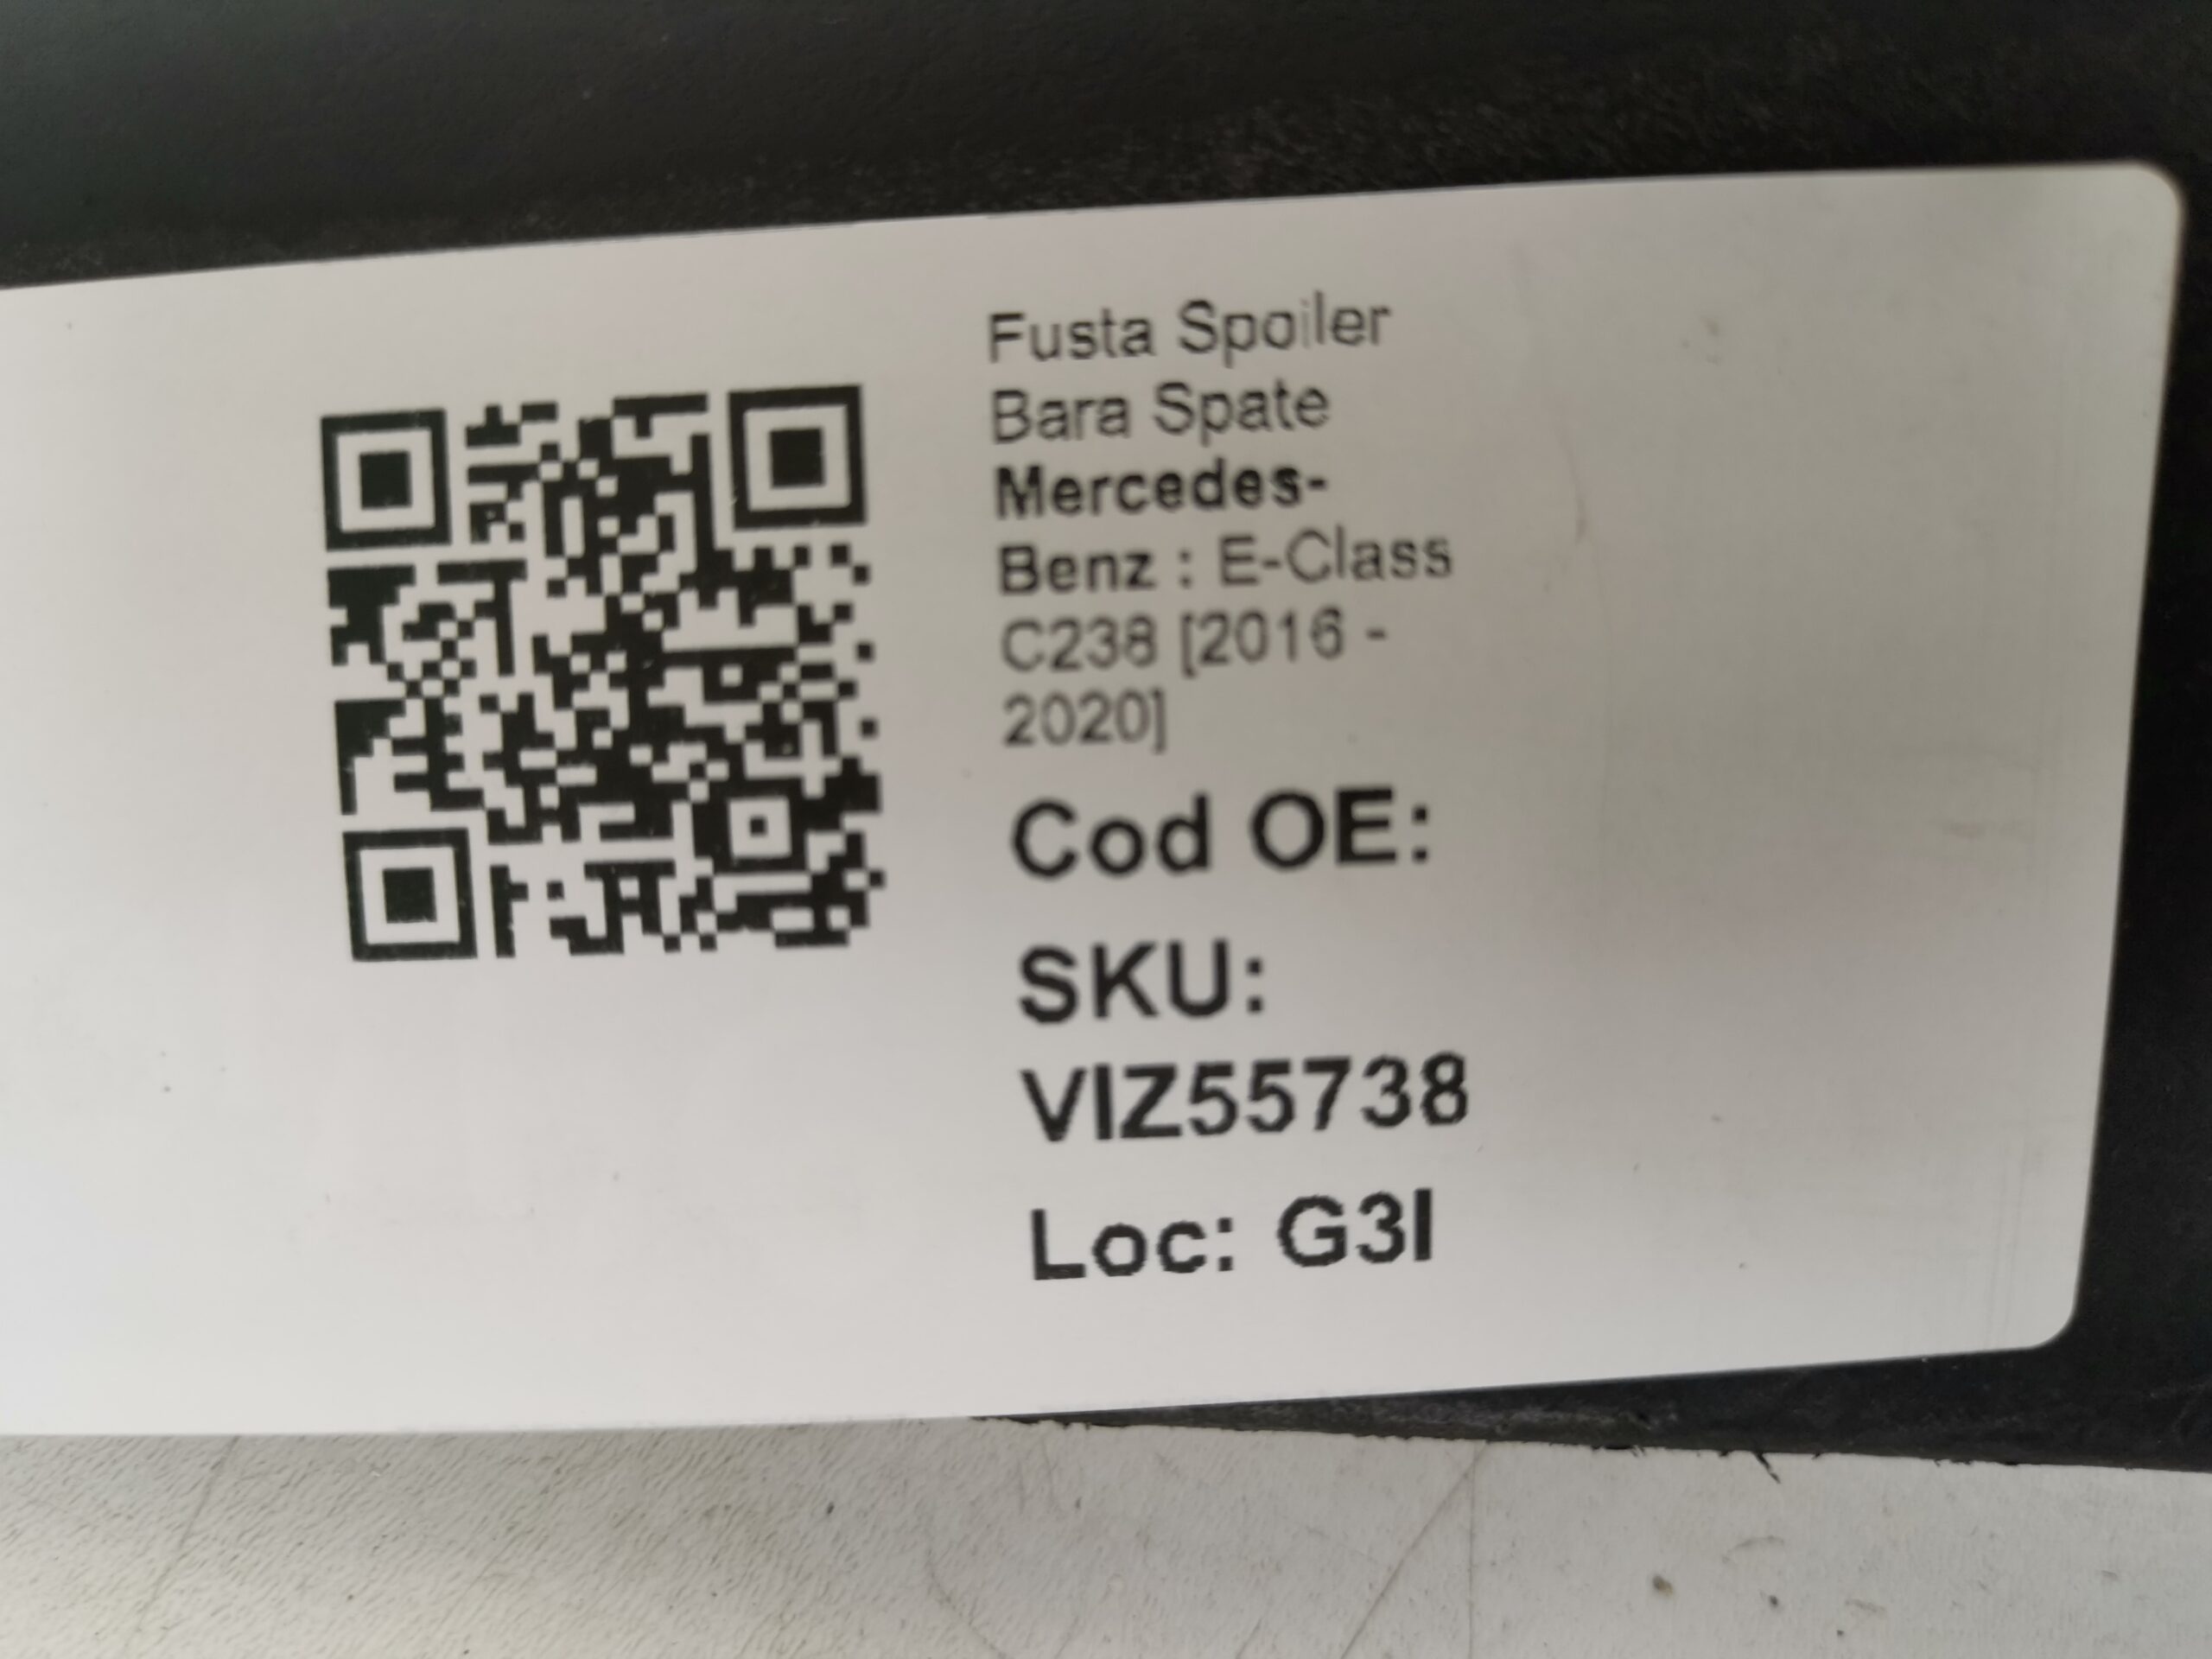 Fusta Spoiler
Bara Spate
Mercedes-
Benz : E-Class
C238 [2016 -
2020]
Cod OE:
SKU:
VIZ55738
Loc: G3I